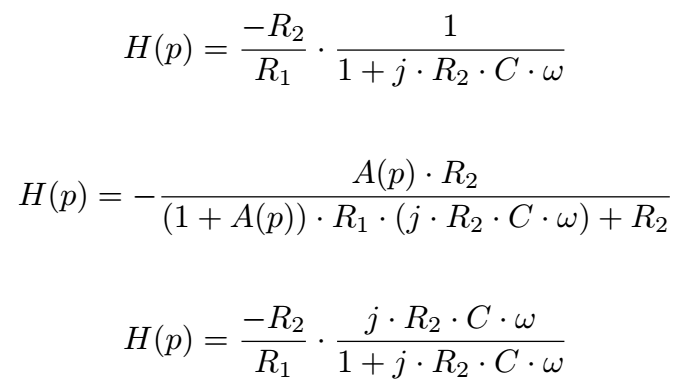 H(p) = \frac{-R_2}{R_1} \cdot \frac{1}{1 + j \cdot R_2 \cdot C \cdot \omega}
H(p) = -\frac{A(p) \cdot R_2}{(1 + A(p)) \cdot R_1 \cdot (j \cdot R_2 \cdot C \cdot \omega) + R_2}
H(p) = \frac{-R_2}{R_1} \cdot \frac{j \cdot R_2 \cdot C \cdot \omega}{1 + j \cdot R_2 \cdot C \cdot \omega}